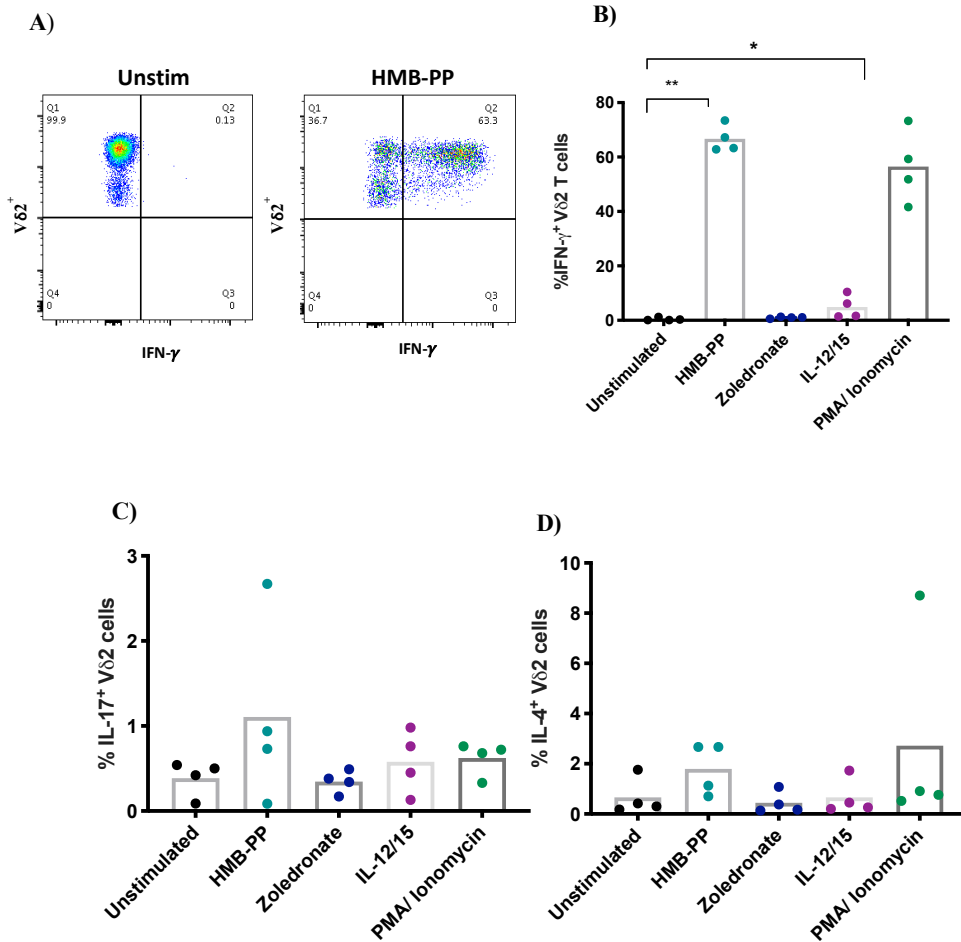 A)
Unstim
HMB-PP
Q1
99.9
Q2
0.13
Q4
0
Q3
0
Vδ2+
IFN-γ
Q1
36.7
Q2
63.3
Q4
0
Q3
0
Vδ2+
IFN-γ
B)
*
**
%IFN-γ+ Vδ2 T cells
80
60
40
20
0
Unstimulated
HMB-PP
Zoledronate
IL-12/15
PMA/ Ionomycin
C)
% IL-17+ Vδ2 cells
3
2
1
0
Unstimulated
HMB-PP
Zoledronate
IL-12/15
PMA/ Ionomycin
D)
% IL-4+ Vδ2 cells
10
8
6
4
2
0
Unstimulated
HMB-PP
Zoledronate
IL-12/15
PMA/ Ionomycin